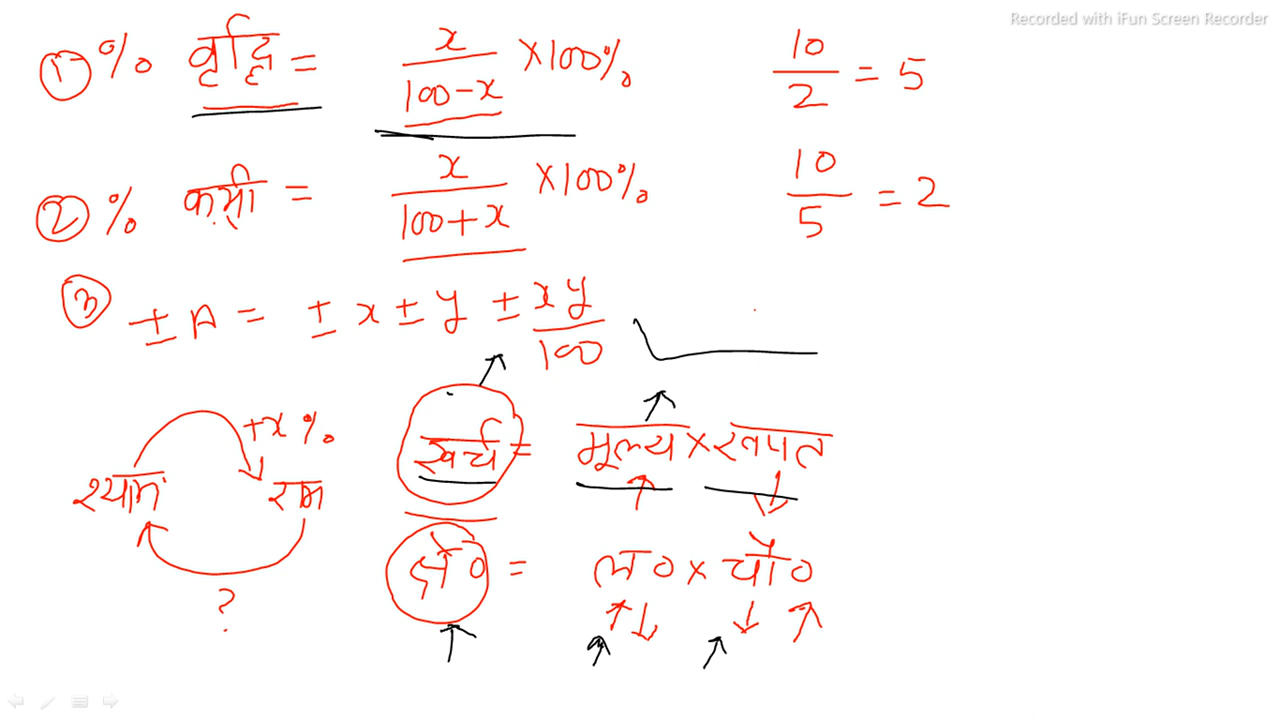 Recorded with iFun Screen Recorder
① % वृद्धि = x/(100-x) ×100% 10/2 = 5
② % कमी = x/(100+x) ×100% 10/5 = 2
③ ± A = ± x ± y ± xy/100
+x%
श्याम राम
?
खर्च = मूल्य × खपत
क्षे० = ल० × चौ०